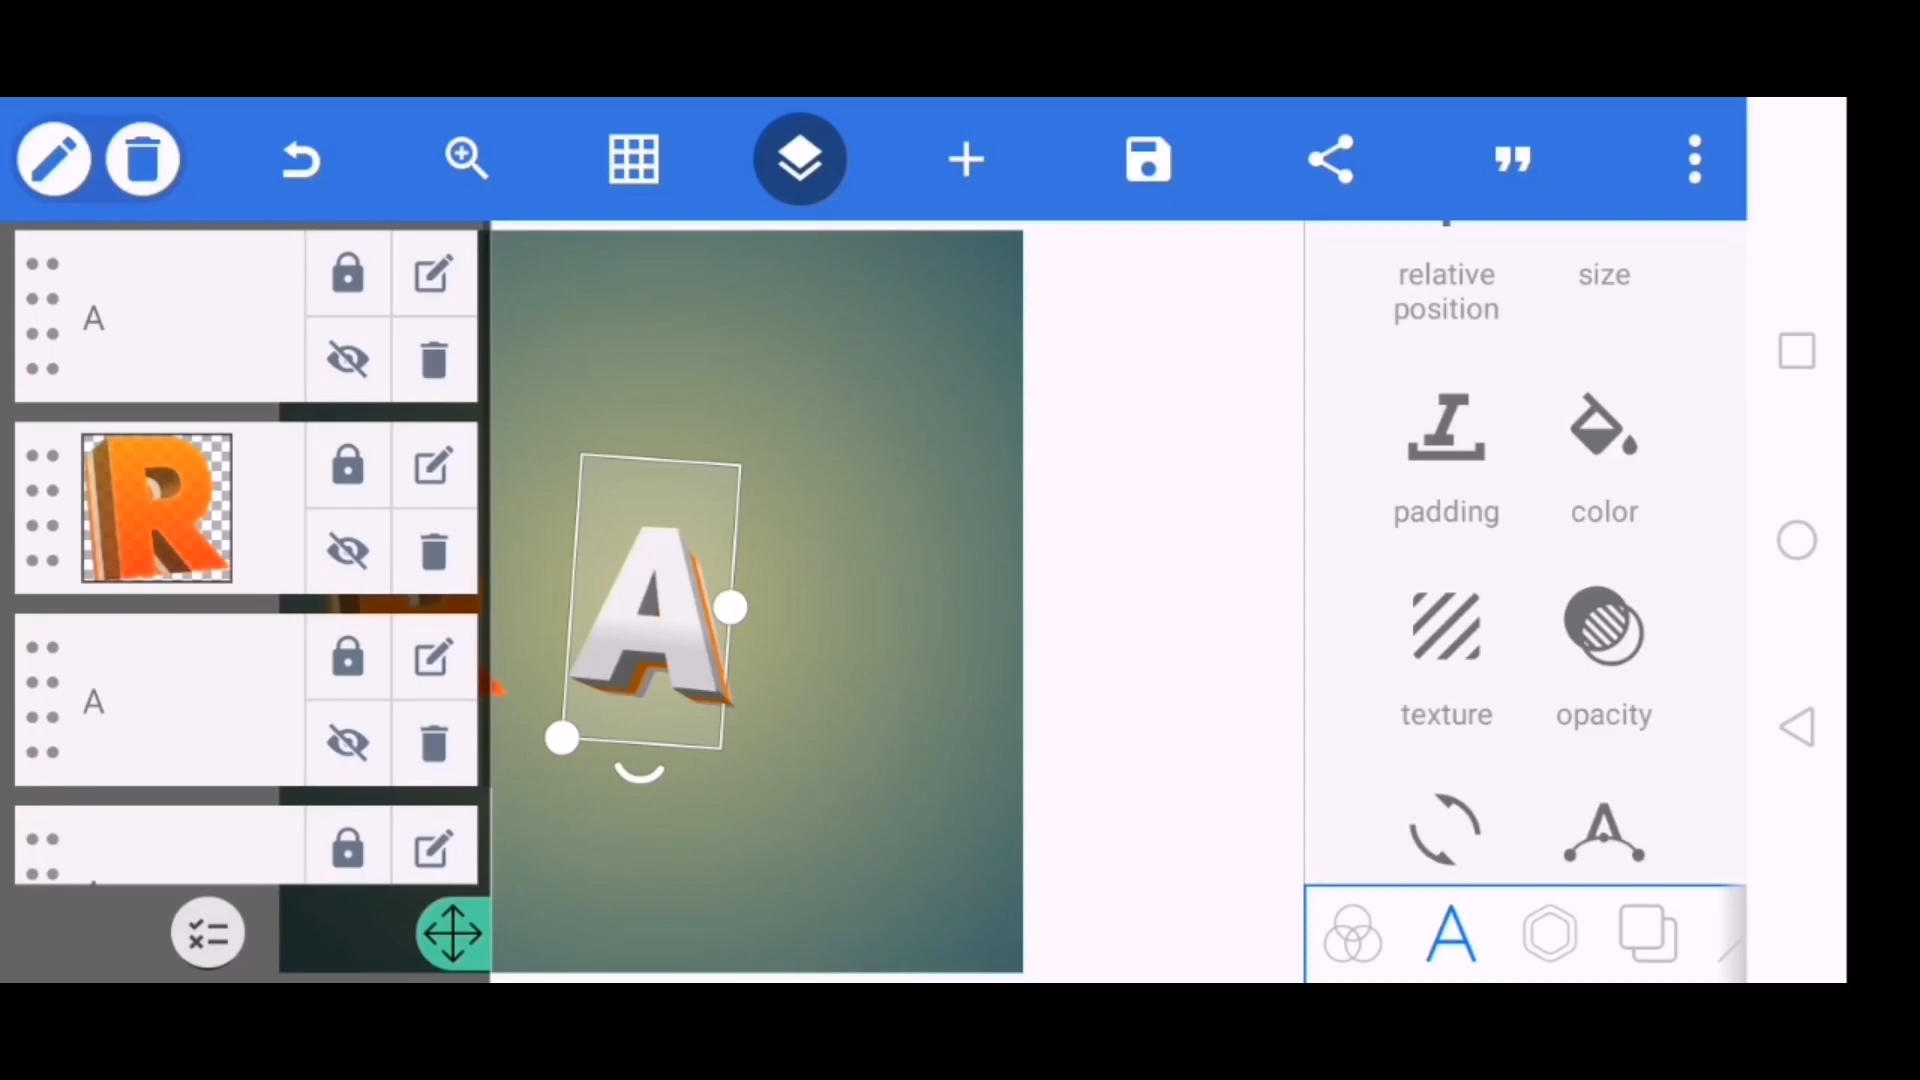 A
R
A
A
relative
position
size
padding
color
texture
opacity